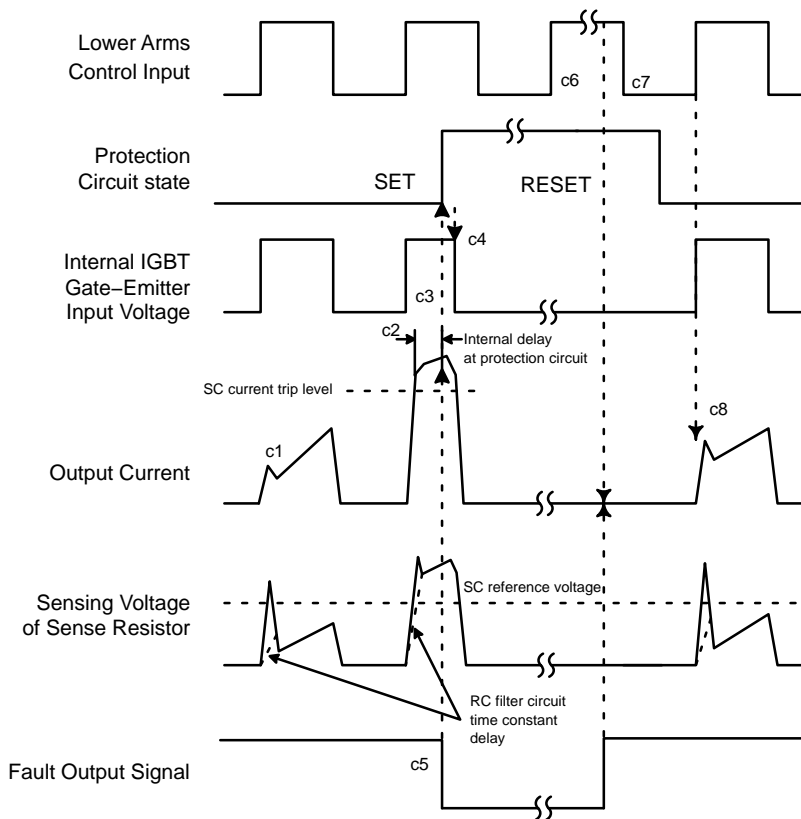 Lower Arms
Control Input
c6
c7
Protection
Circuit state
SET
RESET
c4
Internal IGBT
Gate−Emitter
Input Voltage
c3
c2
Internal delay
at protection circuit
SC current trip level
c8
c1
Output Current
SC reference voltage
Sensing Voltage
of Sense Resistor
RC filter circuit
time constant
delay
c5
Fault Output Signal